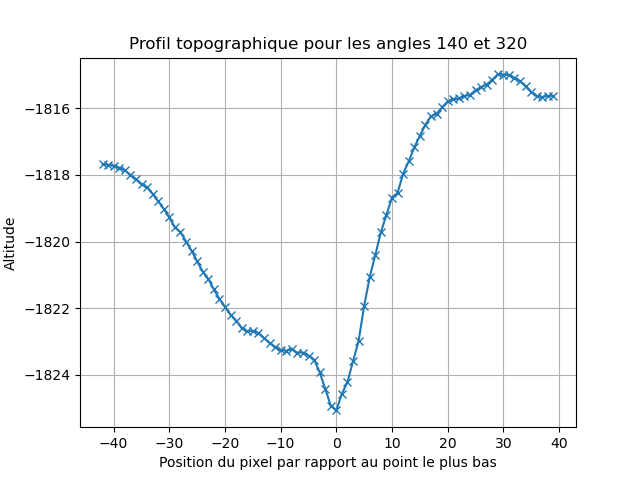 Profil topographique pour les angles 140 et 320
Altitude
−1816
−1818
−1820
−1822
−1824
−40 −30 −20 −10 0 10 20 30 40
Position du pixel par rapport au point le plus bas